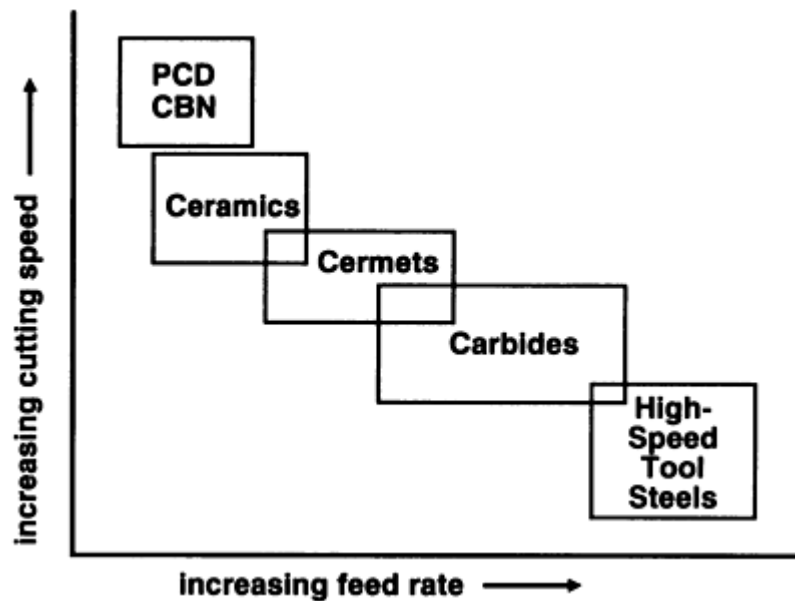 PCD
CBN
Ceramics
Cermets
Carbides
High-
Speed
Tool
Steels
increasing cutting speed
increasing feed rate